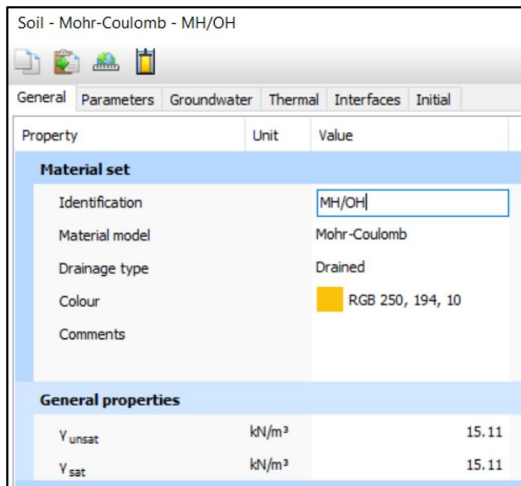 Soil - Mohr-Coulomb - MH/OH
General Parameters Groundwater Thermal Interfaces Initial
Property Unit Value
Material set
Identification MH/OH
Material model Mohr-Coulomb
Drainage type Drained
Colour RGB 250, 194, 10
Comments
General properties
γ unsat kN/m³ 15.11
γ sat kN/m³ 15.11